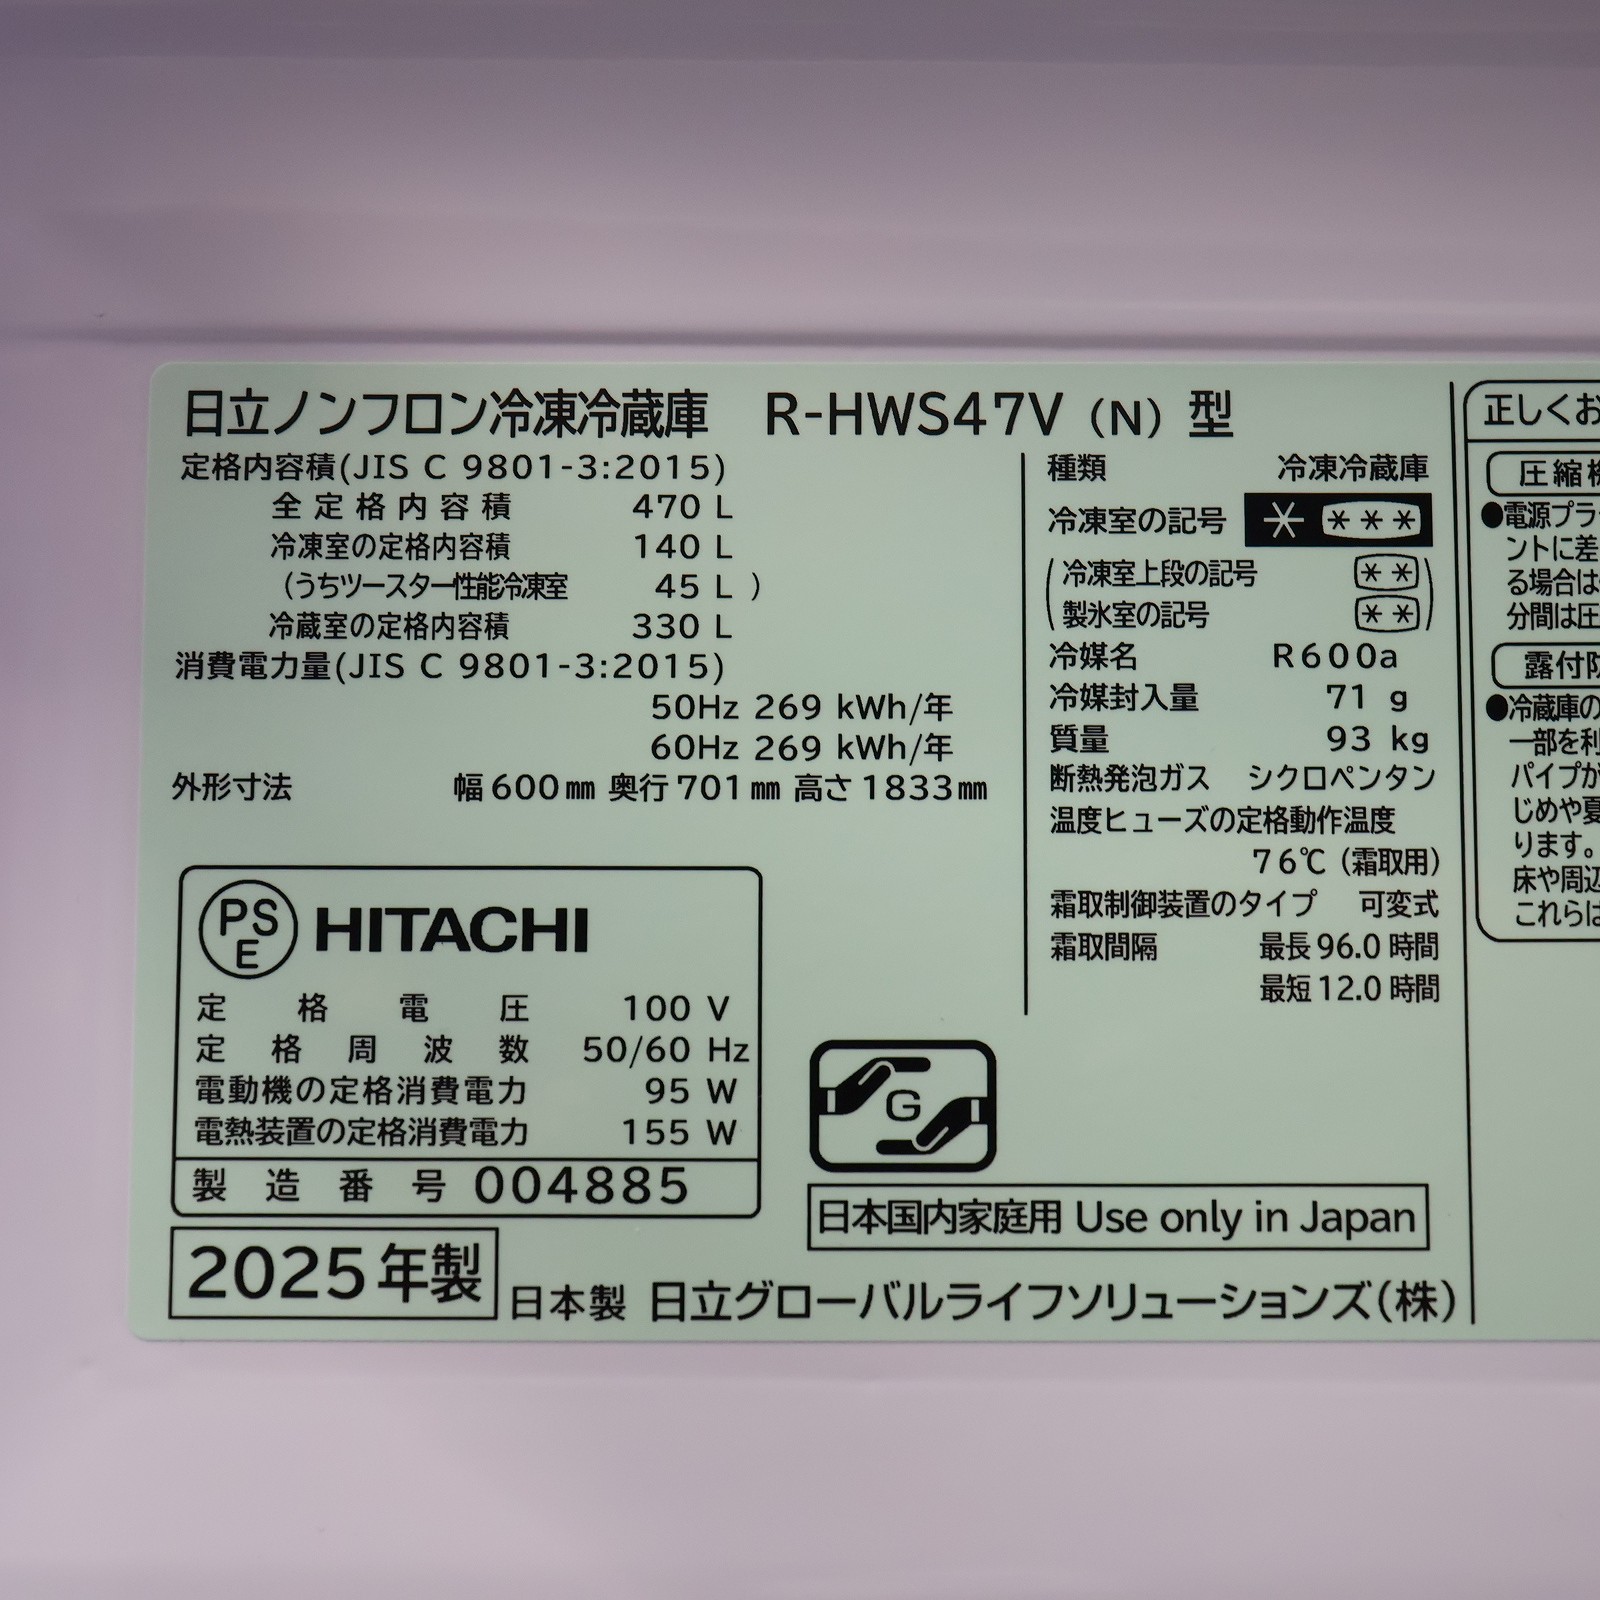 日立ノンフロン冷凍冷蔵庫 R-HWS47V（N）型
定格内容積(JIS C 9801-3:2015)
全定格内容積 470 L
冷凍室の定格内容積 140 L
（うちツースター性能冷凍室 45 L ）
冷蔵室の定格内容積 330 L
消費電力量(JIS C 9801-3:2015)
50Hz 269 kWh/年
60Hz 269 kWh/年
外形寸法 幅600㎜ 奥行701㎜ 高さ1833㎜
PSE HITACHI
定格電圧 100 V
定格周波数 50/60 Hz
電動機の定格消費電力 95 W
電熱装置の定格消費電力 155 W
製造番号 004885
2025年製
日本製 日立グローバルライフソリューションズ(株)
種類 冷凍冷蔵庫
冷凍室の記号 * ***
(冷凍室上段の記号 **)
(製氷室の記号 **)
冷媒名 R600a
冷媒封入量 71 g
質量 93 kg
断熱発泡ガス シクロペンタン
温度ヒューズの定格動作温度
76℃（霜取用）
霜取制御装置のタイプ 可変式
霜取間隔 最長96.0時間
最短12.0時間
G
日本国内家庭用 Use only in Japan
正しくお
圧縮機
●電源プラ
ントに差
る場合は
分間は圧
露付防
●冷蔵庫の
一部を利
パイプが
じめや夏
ります。
床や周辺
これらは